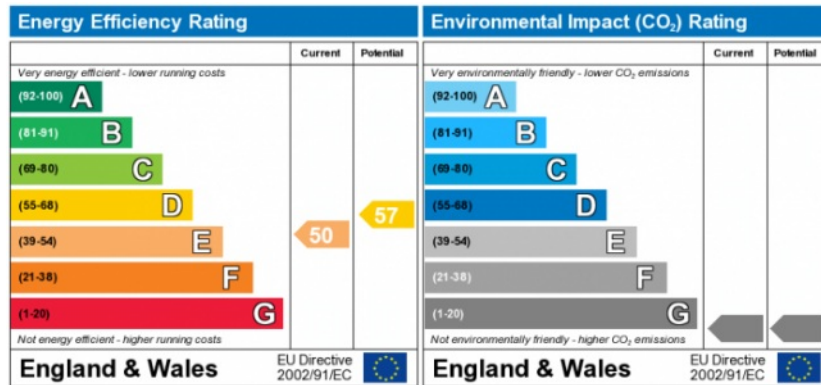 Energy Efficiency Rating
Current Potential
Very energy efficient - lower running costs
(92-100) A
(81-91) B
(69-80) C
(55-68) D
(39-54) E
(21-38) F
(1-20) G
50
57
Not energy efficient - higher running costs
England & Wales
EU Directive
2002/91/EC
Environmental Impact (CO₂) Rating
Current Potential
Very environmentally friendly - lower CO₂ emissions
(92-100) A
(81-91) B
(69-80) C
(55-68) D
(39-54) E
(21-38) F
(1-20) G
Not environmentally friendly - higher CO₂ emissions
England & Wales
EU Directive
2002/91/EC